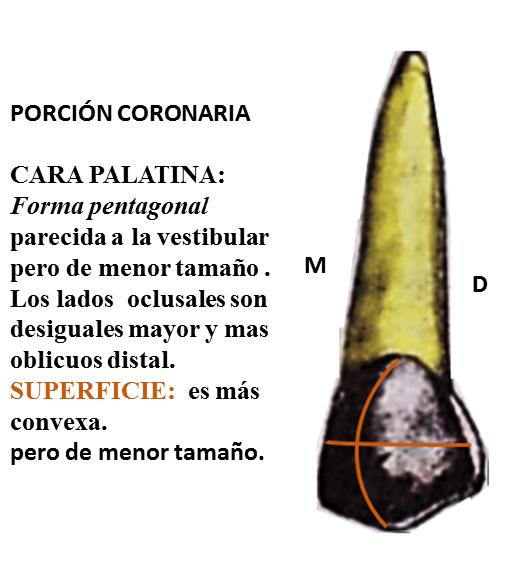 PORCIÓN CORONARIA
CARA PALATINA:
Forma pentagonal
parecida a la vestibular
pero de menor tamaño .
Los lados oclusales son
desiguales mayor y mas
oblicuos distal.
SUPERFICIE: es más
convexa.
pero de menor tamaño.
M
D